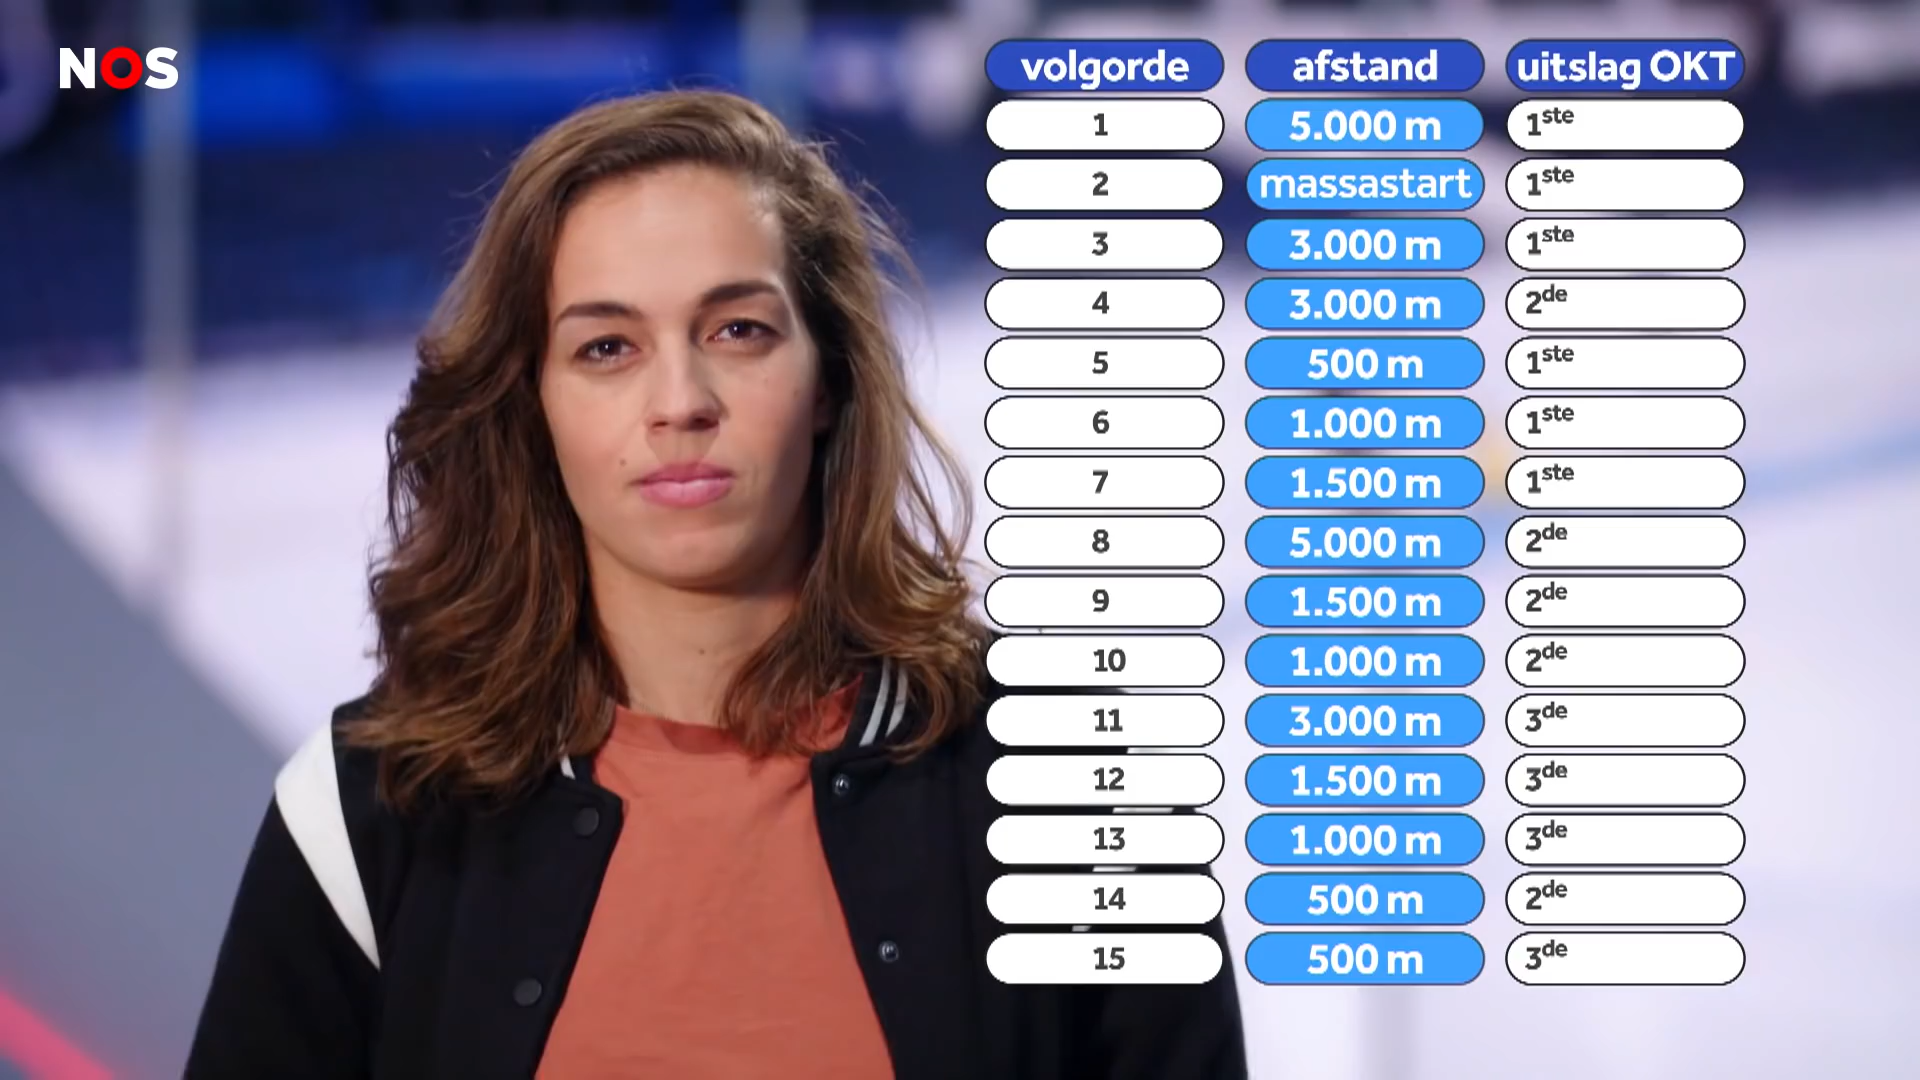 NOS
volgorde afstand uitslag OKT
1 5.000 m 1ste
2 massastart 1ste
3 3.000 m 1ste
4 3.000 m 2de
5 500 m 1ste
6 1.000 m 1ste
7 1.500 m 1ste
8 5.000 m 2de
9 1.500 m 2de
10 1.000 m 2de
11 3.000 m 3de
12 1.500 m 3de
13 1.000 m 3de
14 500 m 2de
15 500 m 3de